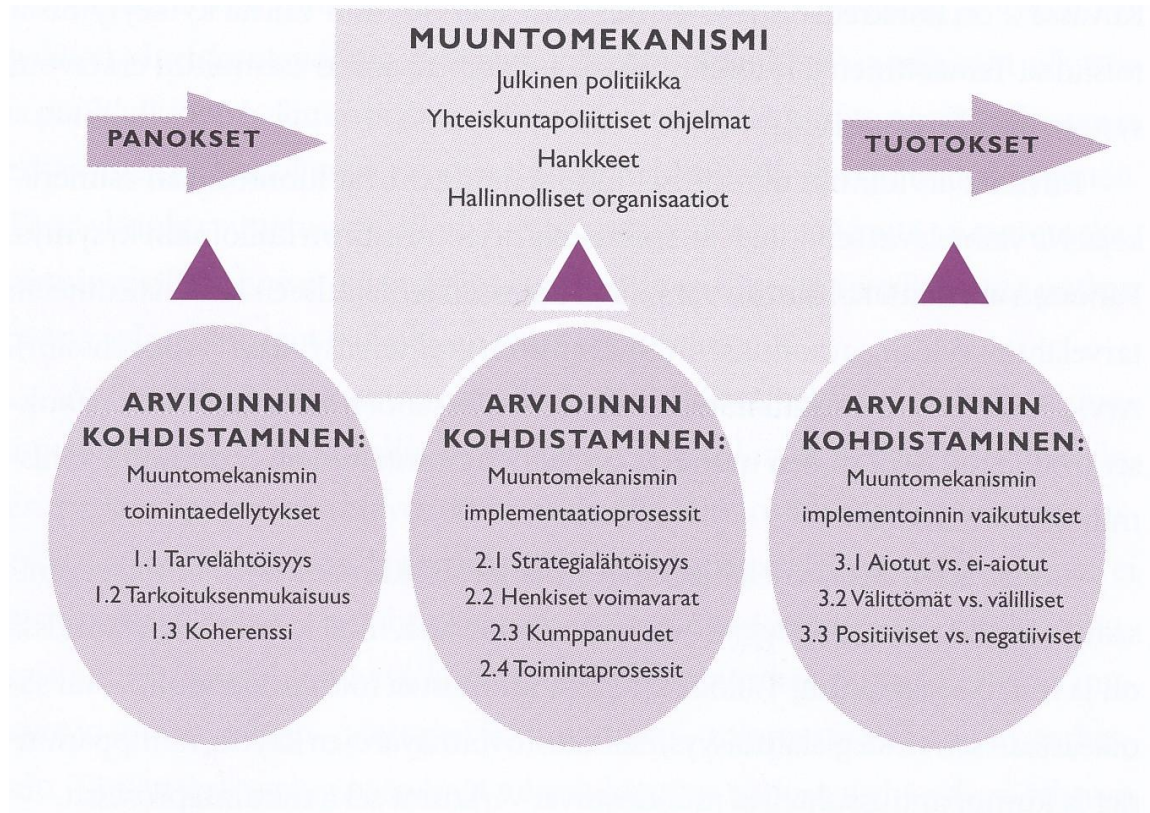 MUUNTOMEKANISMI
Julkinen politiikka
Yhteiskuntapoliittiset ohjelmat
Hankkeet
Hallinnolliset organisaatiot
PANOKSET
TUOTOKSET
ARVIOINNIN
KOHDISTAMINEN:
Muuntomekanismin
toimintaedellytykset
1.1 Tarvelähtöisyys
1.2 Tarkoituksenmukaisuus
1.3 Koherenssi
ARVIOINNIN
KOHDISTAMINEN:
Muuntomekanismin
implementaatioprosessit
2.1 Strategialähtöisyys
2.2 Henkiset voimavarat
2.3 Kumppanuudet
2.4 Toimintaprosessit
ARVIOINNIN
KOHDISTAMINEN:
Muuntomekanismin
implementoinnin vaikutukset
3.1 Aiotut vs. ei-aiotut
3.2 Välittömät vs. välilliset
3.3 Positiiviset vs. negatiiviset